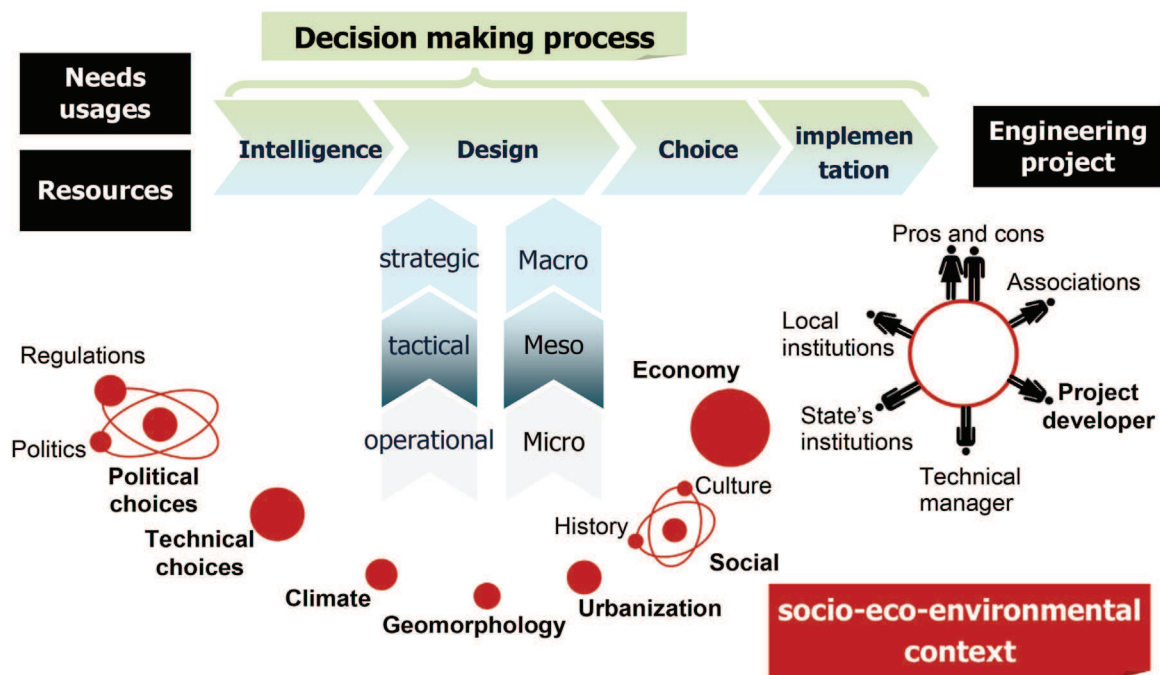 Decision making process
Needs
usages
Resources
Intelligence
Design
Choice
implemen
tation
Engineering
project
strategic
Macro
tactical
Meso
operational
Micro
Pros and cons
Associations
Local
institutions
Project
developer
State's
institutions
Technical
manager
Regulations
Politics
Political
choices
Technical
choices
Climate
Geomorphology
Urbanization
History
Culture
Social
Economy
socio-eco-environmental
context